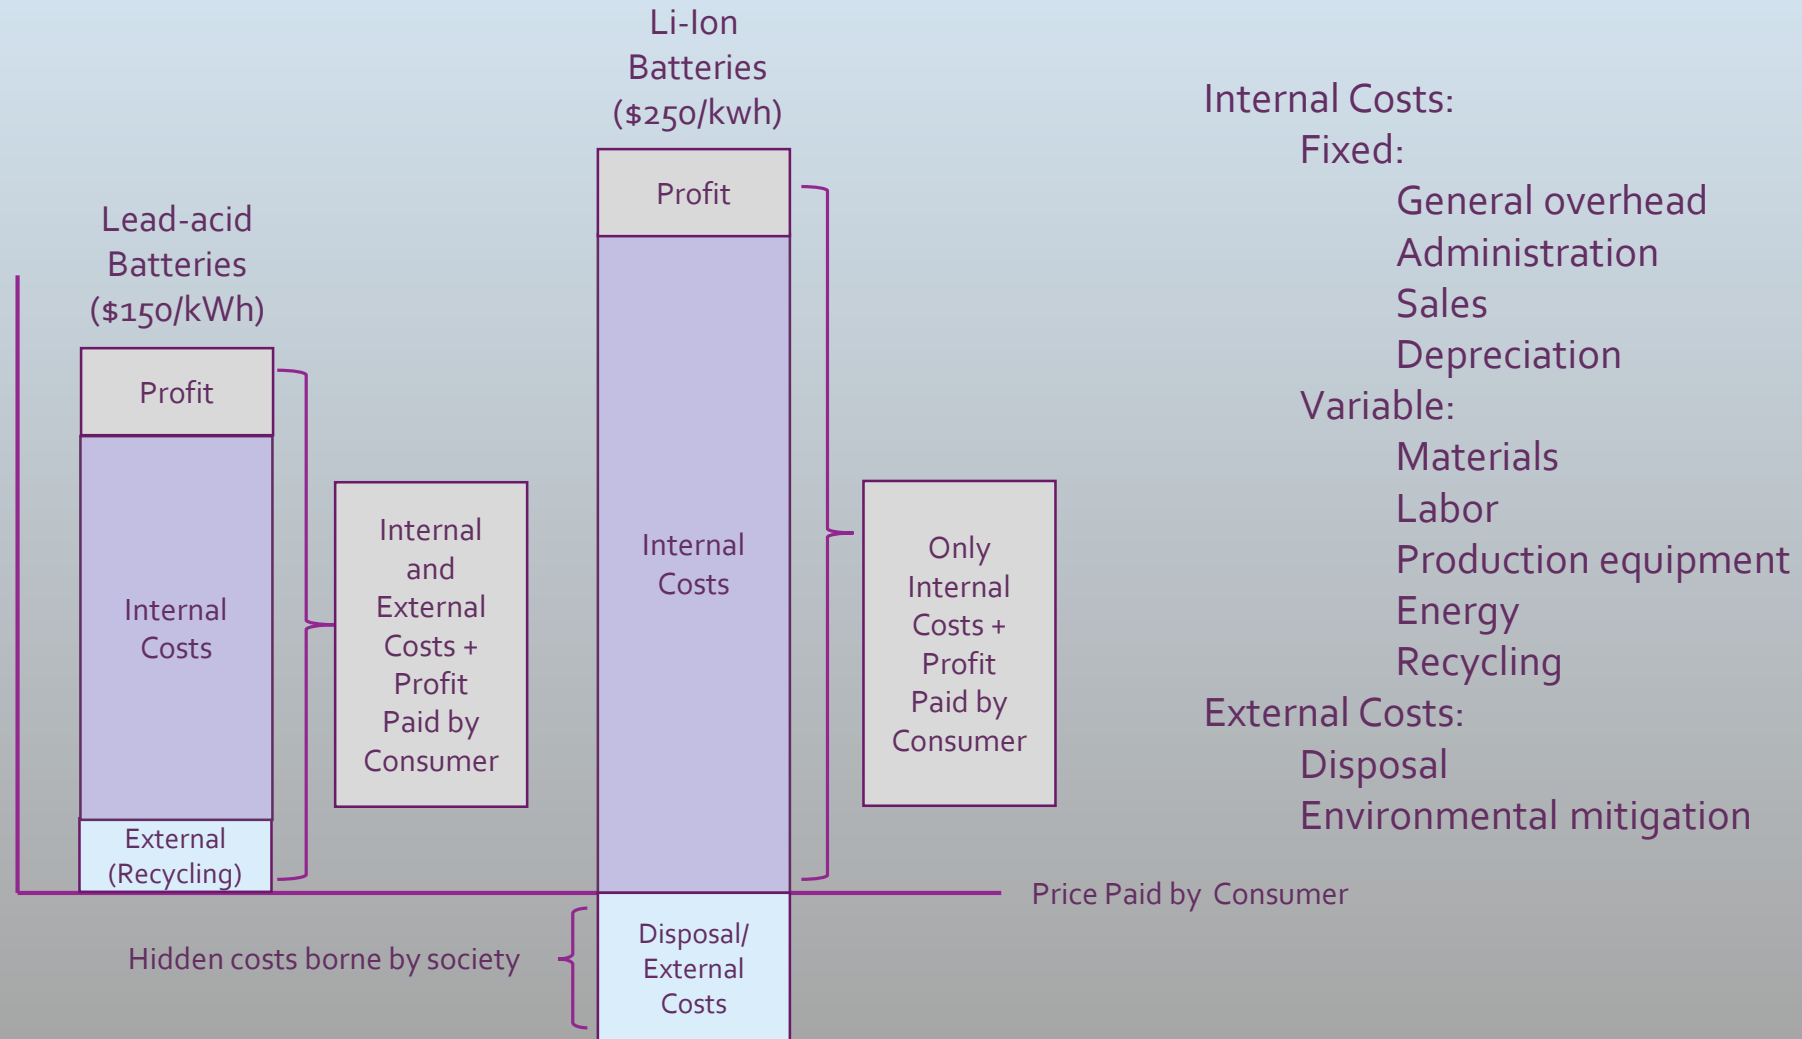 Li-Ion
Batteries
($250/kwh)
Profit
Internal
Costs
Lead-acid
Batteries
($150/kWh)
Profit
Internal
Costs
External
(Recycling)
Internal
and
External
Costs +
Profit
Paid by
Consumer
Only
Internal
Costs +
Profit
Paid by
Consumer
Price Paid by Consumer
Hidden costs borne by society
Disposal/
External
Costs
Internal Costs:
Fixed:
General overhead
Administration
Sales
Depreciation
Variable:
Materials
Labor
Production equipment
Energy
Recycling
External Costs:
Disposal
Environmental mitigation